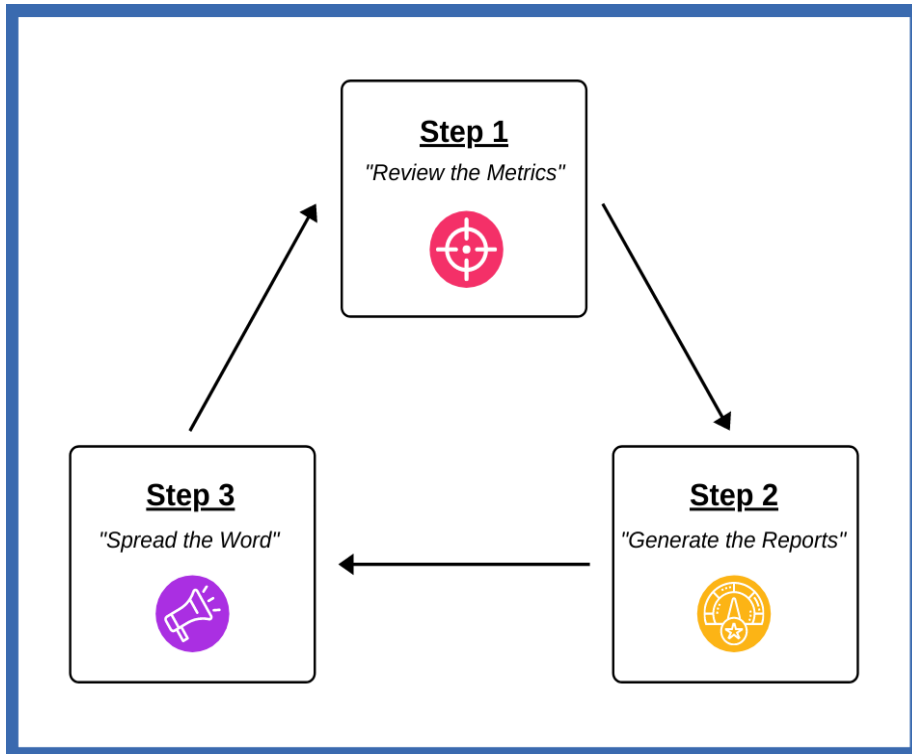 Step 1
"Review the Metrics"
Step 3
"Spread the Word"
Step 2
"Generate the Reports"